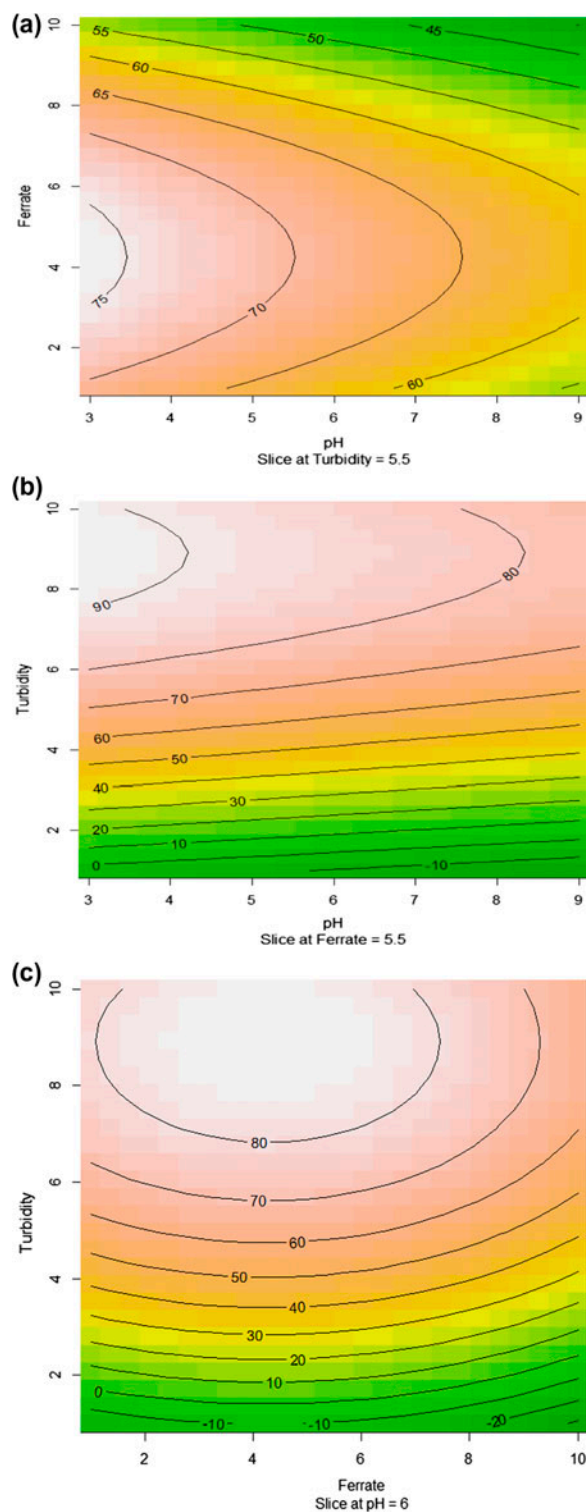 (a)
10
8
6
4
2
Ferrate
55
50
45
60
65
75
70
60
3 4 5 6 7 8 9
pH
Slice at Turbidity = 5.5
(b)
10
8
6
4
2
Turbidity
90
80
70
60
50
40
30
20
10
0
-10
3 4 5 6 7 8 9
pH
Slice at Ferrate = 5.5
(c)
10
8
6
4
2
Turbidity
80
70
60
50
40
30
20
10
0
-10 -10 -20
2 4 6 8 10
Ferrate
Slice at pH = 6